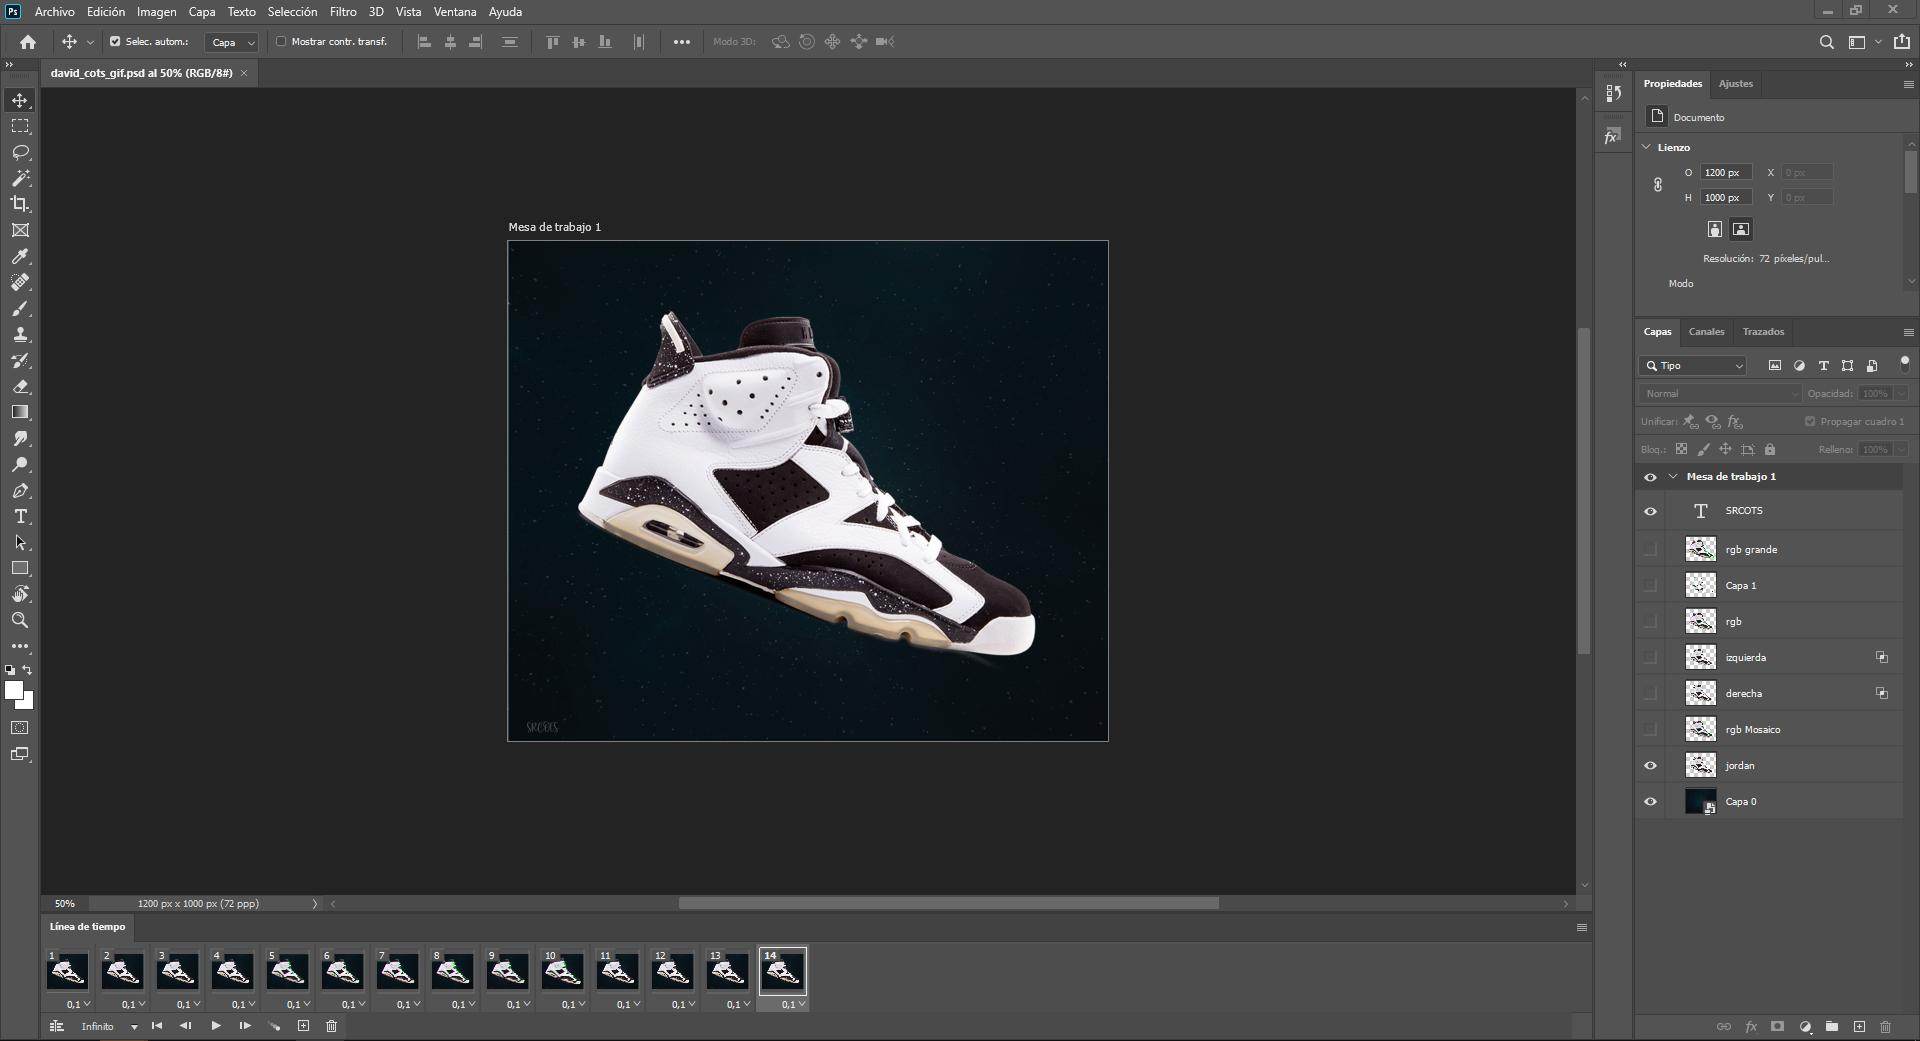 Ps Archivo Edición Imagen Capa Texto Selección Filtro 3D Vista Ventana Ayuda
Selec. autom.: Capa Mostrar contr. transf. Modo 3D:
david_cots_gif.psd al 50% (RGB/8#)
Mesa de trabajo 1
SRCOTS
50% 1200 px x 1000 px (72 ppp)
Línea de tiempo
1 2 3 4 5 6 7 8 9 10 11 12 13 14
0,1 0,1 0,1 0,1 0,1 0,1 0,1 0,1 0,1 0,1 0,1 0,1 0,1 0,1
Infinito
Propiedades Ajustes
Documento
Lienzo
O 1200 px X 0 px
H 1000 px Y 0 px
Resolución: 72 píxeles/pul...
Modo
Capas Canales Trazados
Tipo
Normal Opacidad: 100%
Unificar: Propagar cuadro 1
Bloq.: Relleno: 100%
Mesa de trabajo 1
SRCOTS
rgb grande
Capa 1
rgb
izquierda
derecha
rgb Mosaico
jordan
Capa 0